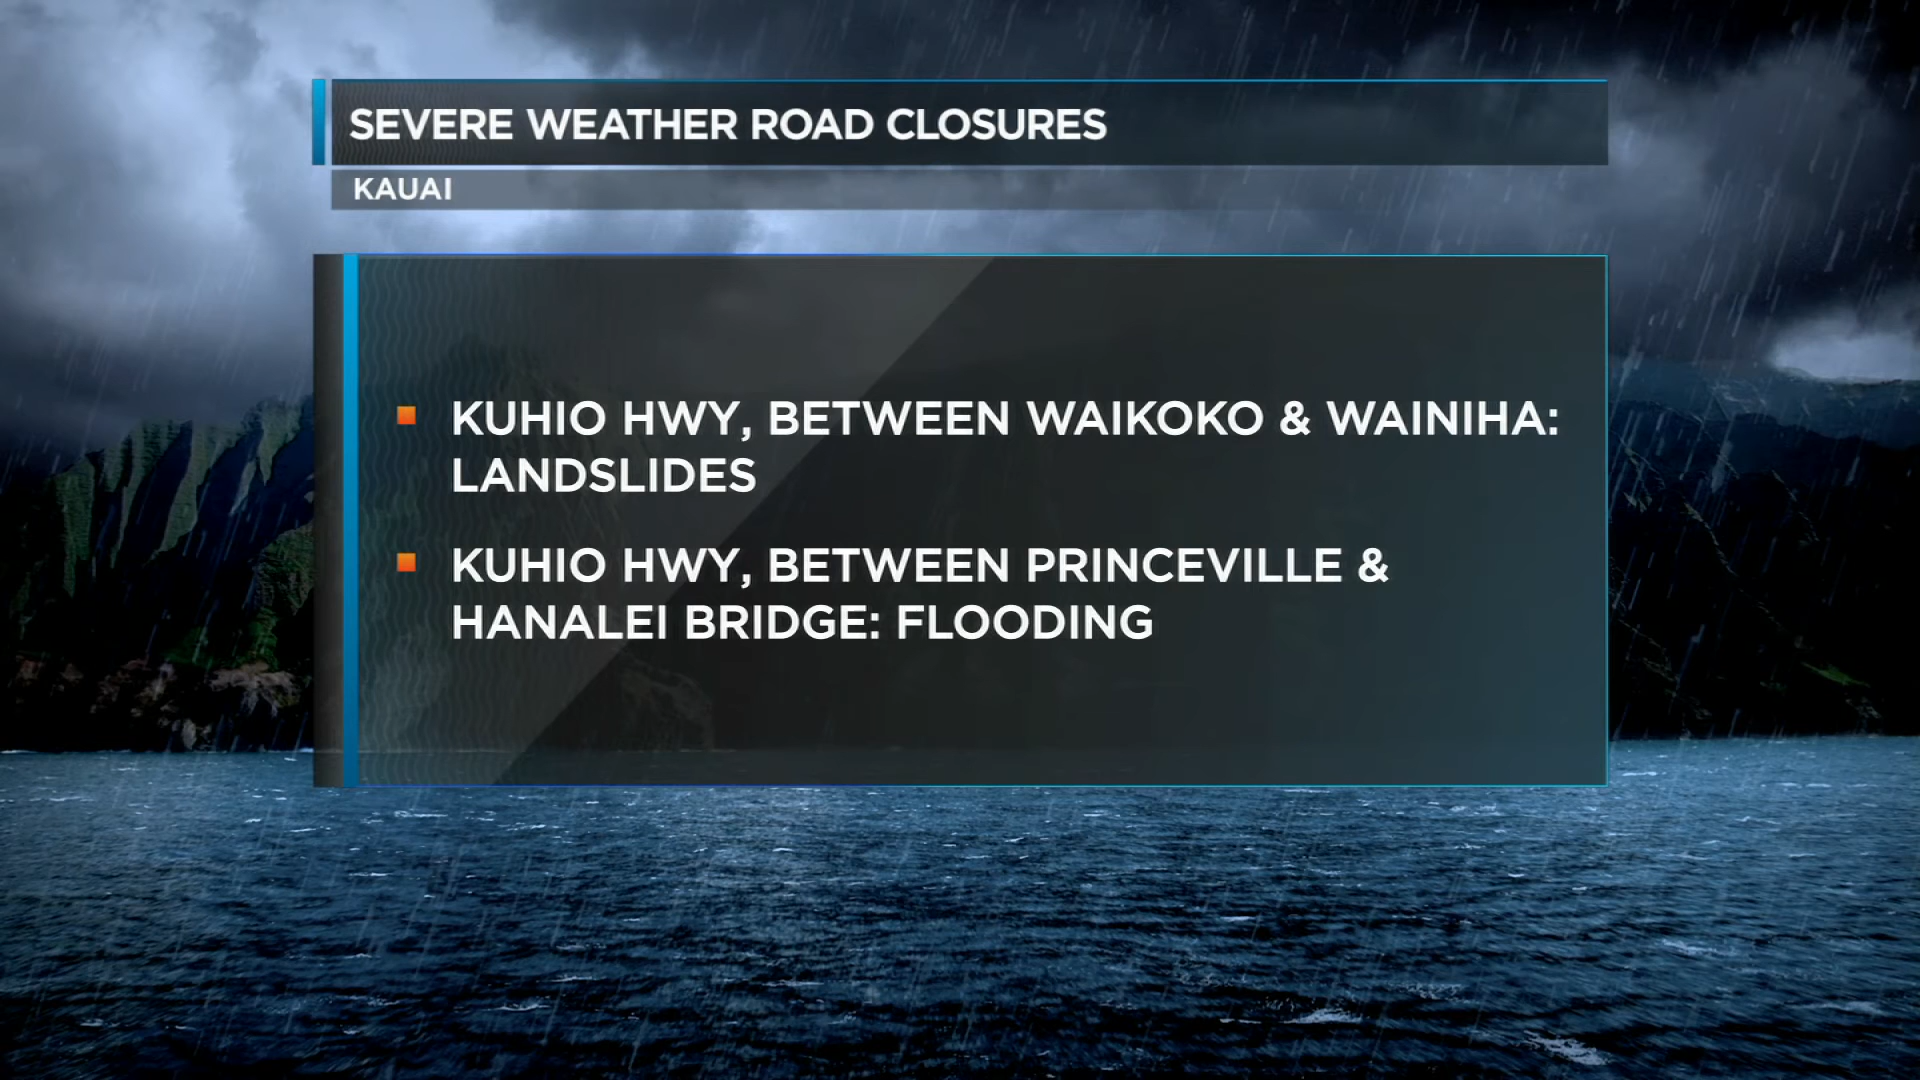 SEVERE WEATHER ROAD CLOSURES
KAUAI
KUHIO HWY, BETWEEN WAIKOKO & WAINIHA:
LANDSLIDES
KUHIO HWY, BETWEEN PRINCEVILLE &
HANALEI BRIDGE: FLOODING